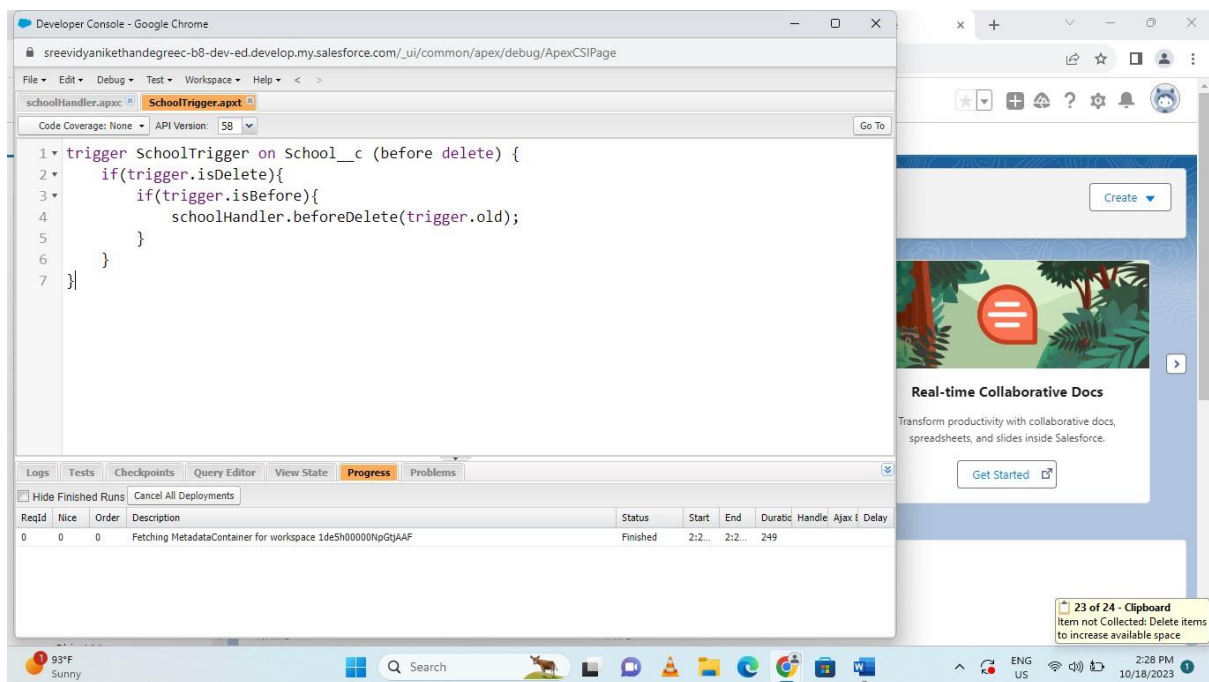 Developer Console - Google Chrome
sreevidyanikethandegreec-b8-dev-ed.develop.my.salesforce.com/_ui/common/apex/debug/ApexCSIPage
File Edit Debug Test Workspace Help < >
schoolHandler.apxc SchoolTrigger.apxt
Code Coverage: None API Version: 58 Go To
1 trigger SchoolTrigger on School__c (before delete) {
2 if(trigger.isDelete){
3 if(trigger.isBefore){
4 schoolHandler.beforeDelete(trigger.old);
5 }
6 }
7 }
Create
Real-time Collaborative Docs
Transform productivity with collaborative docs,
spreadsheets, and slides inside Salesforce.
Get Started
Logs Tests Checkpoints Query Editor View State Progress Problems
Hide Finished Runs Cancel All Deployments
ReqId Nice Order Description Status Start End Duratic Handle Ajax Delay
0 0 0 Fetching MetadataContainer for workspace 1de5h00000NpGtjAAF Finished 2:2... 2:2... 249
23 of 24 - Clipboard
Item not Collected: Delete items
to increase available space
1 93°F
Sunny
Search
ENG
US
2:28 PM
10/18/2023
1